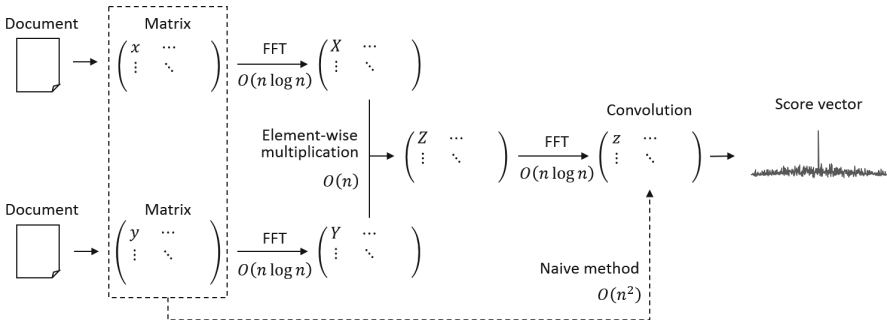 Document
Matrix
x ⋯
⋮ ⋱
FFT
O(n log n)
X ⋯
⋮ ⋱
Element-wise
multiplication
O(n)
Z ⋯
⋮ ⋱
FFT
O(n log n)
Convolution
z ⋯
⋮ ⋱
Score vector
Document
Matrix
y ⋯
⋮ ⋱
FFT
O(n log n)
Y ⋯
⋮ ⋱
Naive method
O(n²)